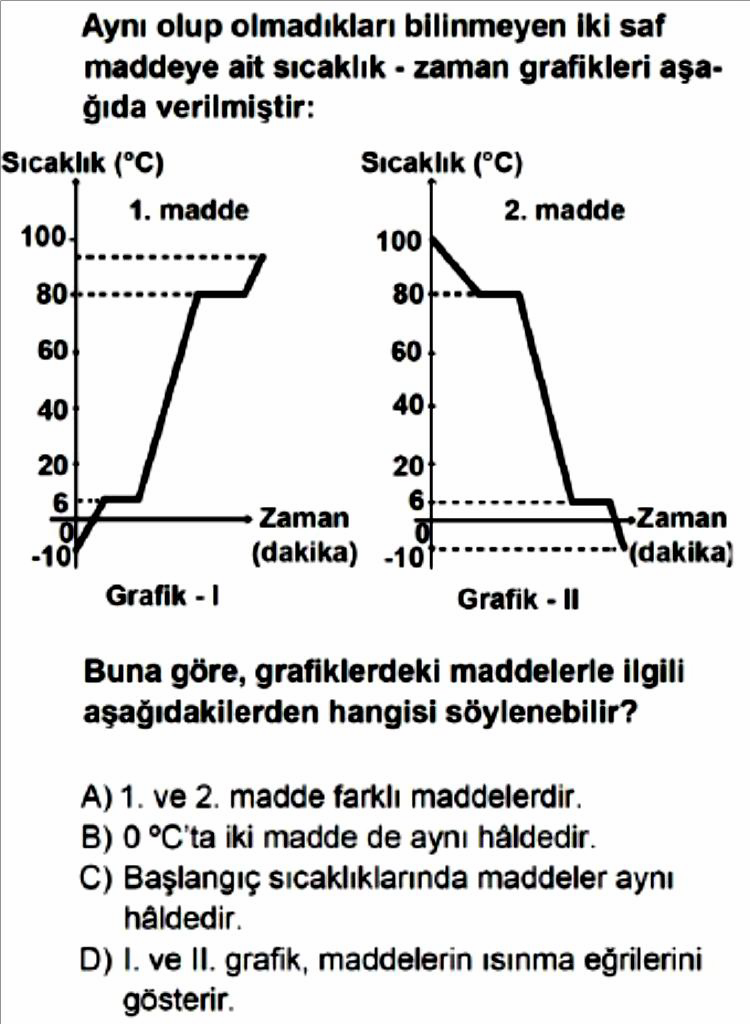 Aynı olup olmadıkları bilinmeyen iki saf
maddeye ait sıcaklık - zaman grafikleri aşa-
ğıda verilmiştir:
Sıcaklık (°C)
1. madde
100
80
60
40
20
6
0
-10
Zaman
(dakika)
Grafik - I
Sıcaklık (°C)
2. madde
100
80
60
40
20
6
0
-10
Zaman
(dakika)
Grafik - II
Buna göre, grafiklerdeki maddelerle ilgili
aşağıdakilerden hangisi söylenebilir?
A) 1. ve 2. madde farklı maddelerdir.
B) 0 °C'ta iki madde de aynı hâldedir.
C) Başlangıç sıcaklıklarında maddeler aynı
hâldedir.
D) I. ve II. grafik, maddelerin ısınma eğrilerini
gösterir.